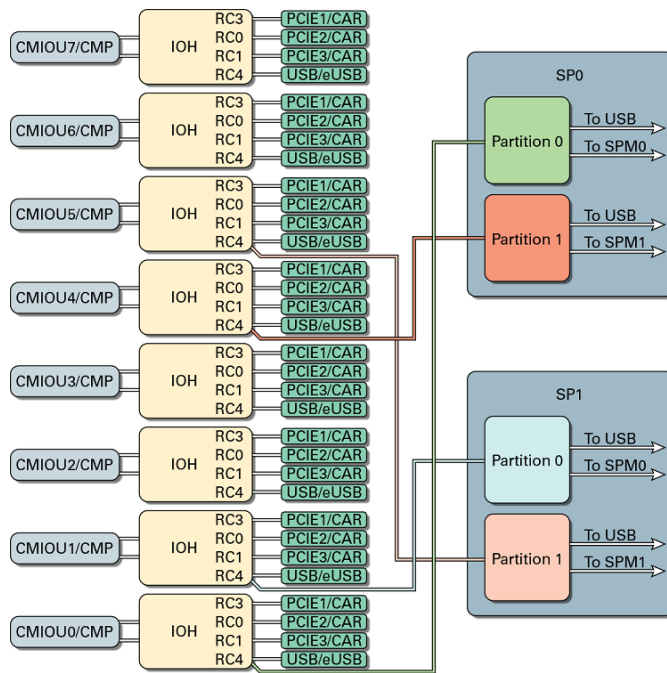 CMIOU7/CMP
IOH
RC3
RC0
RC1
RC4
PCIE1/CAR
PCIE2/CAR
PCIE3/CAR
USB/eUSB
CMIOU6/CMP
IOH
RC3
RC0
RC1
RC4
PCIE1/CAR
PCIE2/CAR
PCIE3/CAR
USB/eUSB
CMIOU5/CMP
IOH
RC3
RC0
RC1
RC4
PCIE1/CAR
PCIE2/CAR
PCIE3/CAR
USB/eUSB
CMIOU4/CMP
IOH
RC3
RC0
RC1
RC4
PCIE1/CAR
PCIE2/CAR
PCIE3/CAR
USB/eUSB
CMIOU3/CMP
IOH
RC3
RC0
RC1
RC4
PCIE1/CAR
PCIE2/CAR
PCIE3/CAR
USB/eUSB
CMIOU2/CMP
IOH
RC3
RC0
RC1
RC4
PCIE1/CAR
PCIE2/CAR
PCIE3/CAR
USB/eUSB
CMIOU1/CMP
IOH
RC3
RC0
RC1
RC4
PCIE1/CAR
PCIE2/CAR
PCIE3/CAR
USB/eUSB
CMIOU0/CMP
IOH
RC3
RC0
RC1
RC4
PCIE1/CAR
PCIE2/CAR
PCIE3/CAR
USB/eUSB
SP0
Partition 0
To USB
To SPM0
Partition 1
To USB
To SPM1
SP1
Partition 0
To USB
To SPM0
Partition 1
To USB
To SPM1